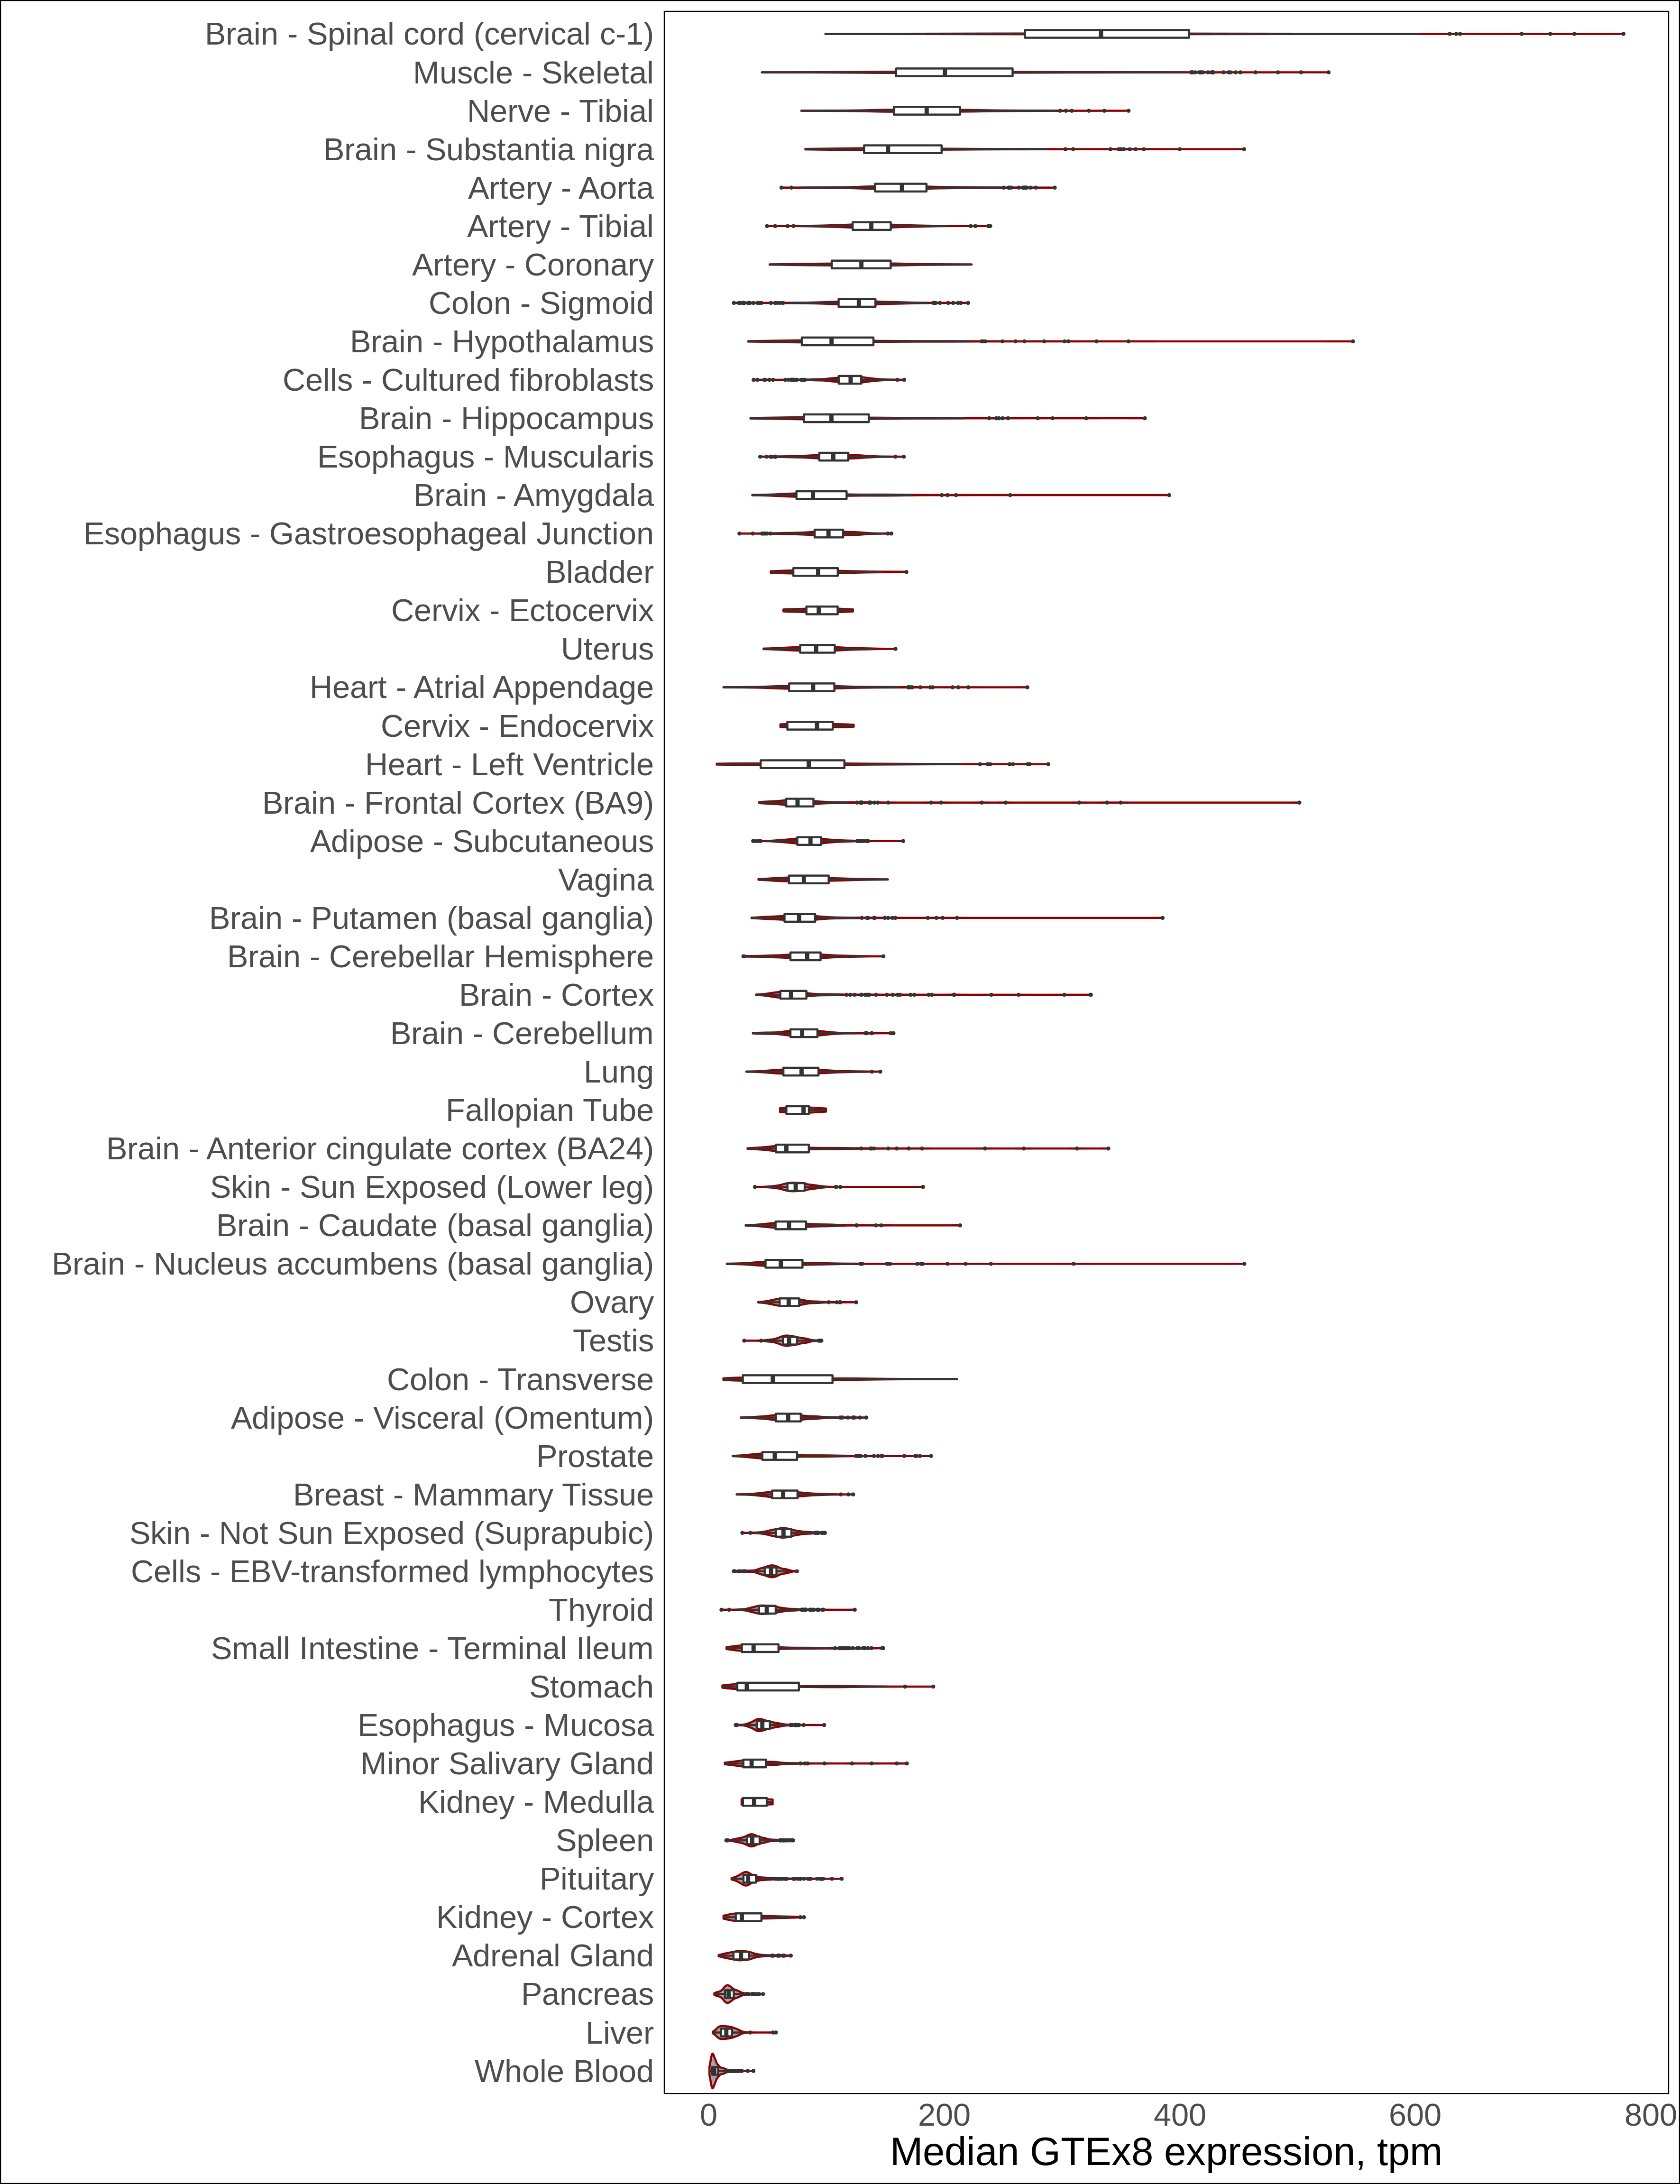 Brain - Spinal cord (cervical c-1)
Muscle - Skeletal
Nerve - Tibial
Brain - Substantia nigra
Artery - Aorta
Artery - Tibial
Artery - Coronary
Colon - Sigmoid
Brain - Hypothalamus
Cells - Cultured fibroblasts
Brain - Hippocampus
Esophagus - Muscularis
Brain - Amygdala
Esophagus - Gastroesophageal Junction
Bladder
Cervix - Ectocervix
Uterus
Heart - Atrial Appendage
Cervix - Endocervix
Heart - Left Ventricle
Brain - Frontal Cortex (BA9)
Adipose - Subcutaneous
Vagina
Brain - Putamen (basal ganglia)
Brain - Cerebellar Hemisphere
Brain - Cortex
Brain - Cerebellum
Lung
Fallopian Tube
Brain - Anterior cingulate cortex (BA24)
Skin - Sun Exposed (Lower leg)
Brain - Caudate (basal ganglia)
Brain - Nucleus accumbens (basal ganglia)
Ovary
Testis
Colon - Transverse
Adipose - Visceral (Omentum)
Prostate
Breast - Mammary Tissue
Skin - Not Sun Exposed (Suprapubic)
Cells - EBV-transformed lymphocytes
Thyroid
Small Intestine - Terminal Ileum
Stomach
Esophagus - Mucosa
Minor Salivary Gland
Kidney - Medulla
Spleen
Pituitary
Kidney - Cortex
Adrenal Gland
Pancreas
Liver
Whole Blood
0 200 400 600 800
Median GTEx8 expression, tpm